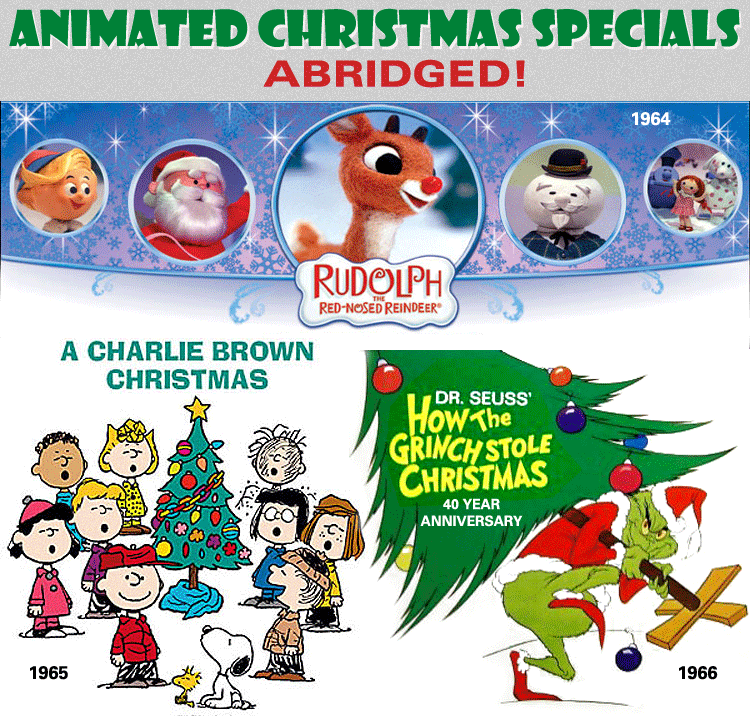 ANIMATED CHRISTMAS SPECIALS
ABRIDGED!
1964
RUDOLPH
THE
RED-NOSED REINDEER®
A CHARLIE BROWN
CHRISTMAS
DR. SEUSS'
HOW THE
GRINCH STOLE
CHRISTMAS
40 YEAR
ANNIVERSARY
1965
1966